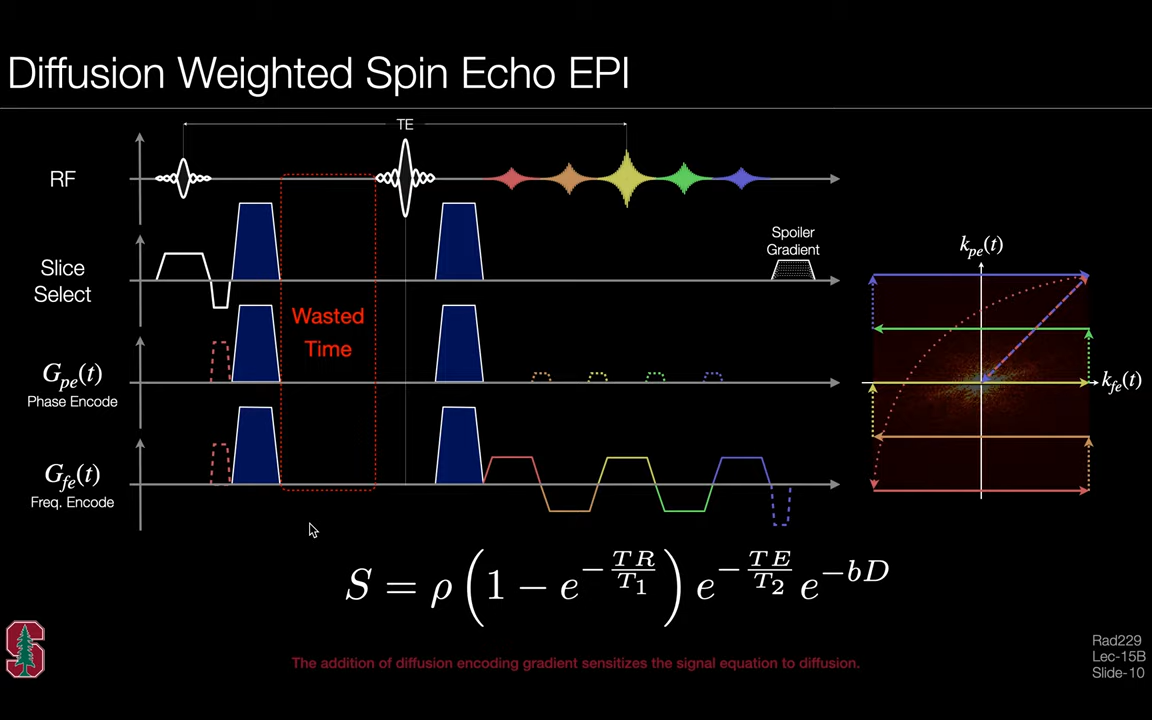 Diffusion Weighted Spin Echo EPI
TE
RF
Spoiler
Gradient
Slice
Select
Wasted
Time
G_pe(t)
Phase Encode
G_fe(t)
Freq. Encode
k_pe(t)
k_fe(t)
S = ρ (1 − e^{−TR/T_1}) e^{−TE/T_2} e^{−bD}
The addition of diffusion encoding gradient sensitizes the signal equation to diffusion.
S
Rad229
Lec-15B
Slide-10